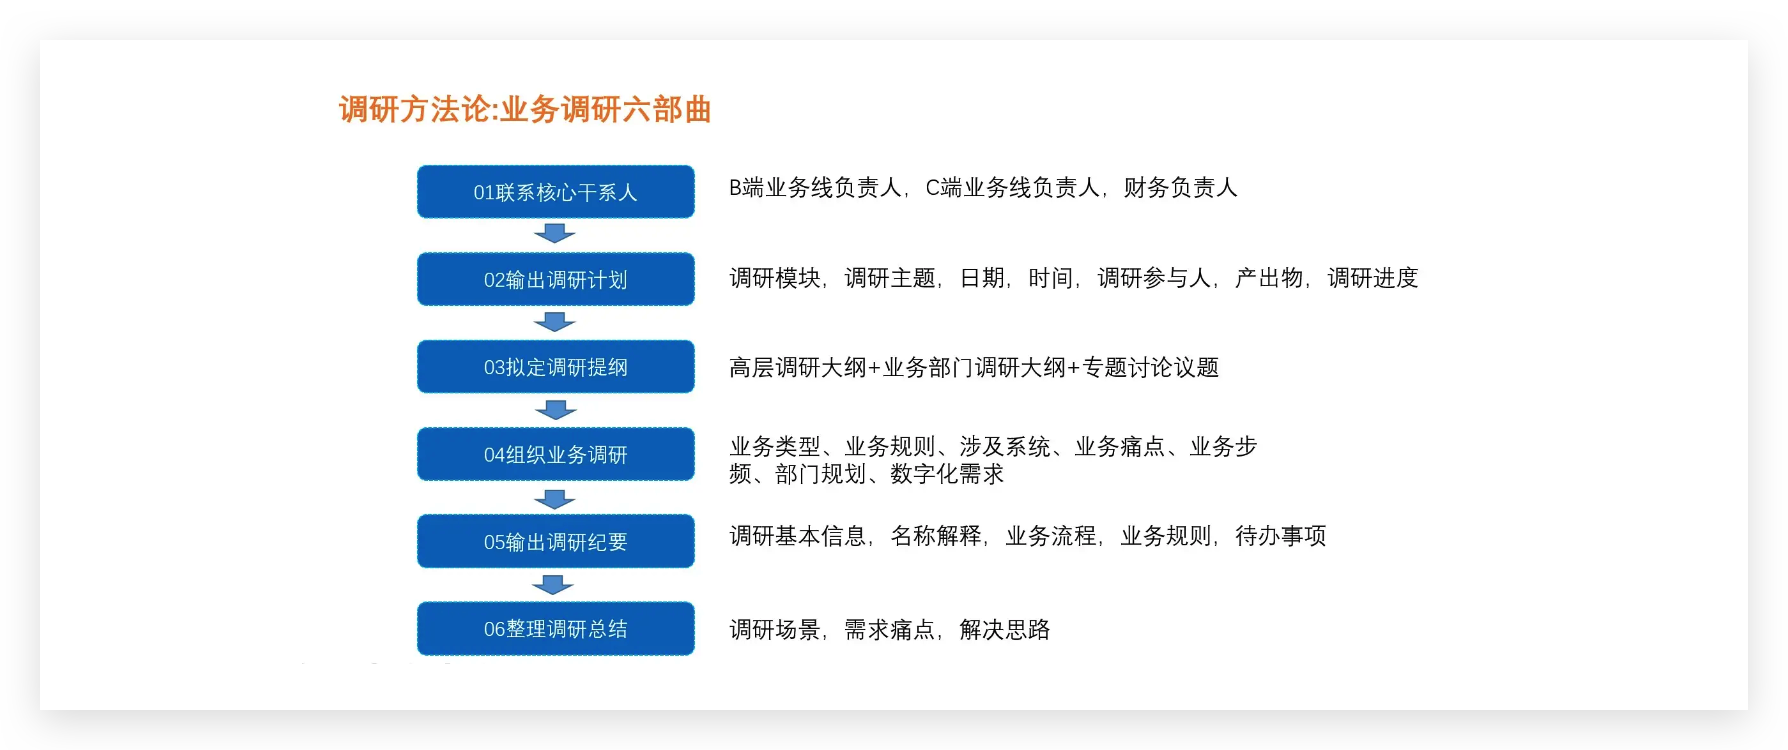 调研方法论:业务调研六部曲
01联系核心干系人
B端业务线负责人，C端业务线负责人，财务负责人
02输出调研计划
调研模块，调研主题，日期，时间，调研参与人，产出物，调研进度
03拟定调研提纲
高层调研大纲+业务部门调研大纲+专题讨论议题
04组织业务调研
业务类型、业务规则、涉及系统、业务痛点、业务步
频、部门规划、数字化需求
05输出调研纪要
调研基本信息，名称解释，业务流程，业务规则，待办事项
06整理调研总结
调研场景，需求痛点，解决思路